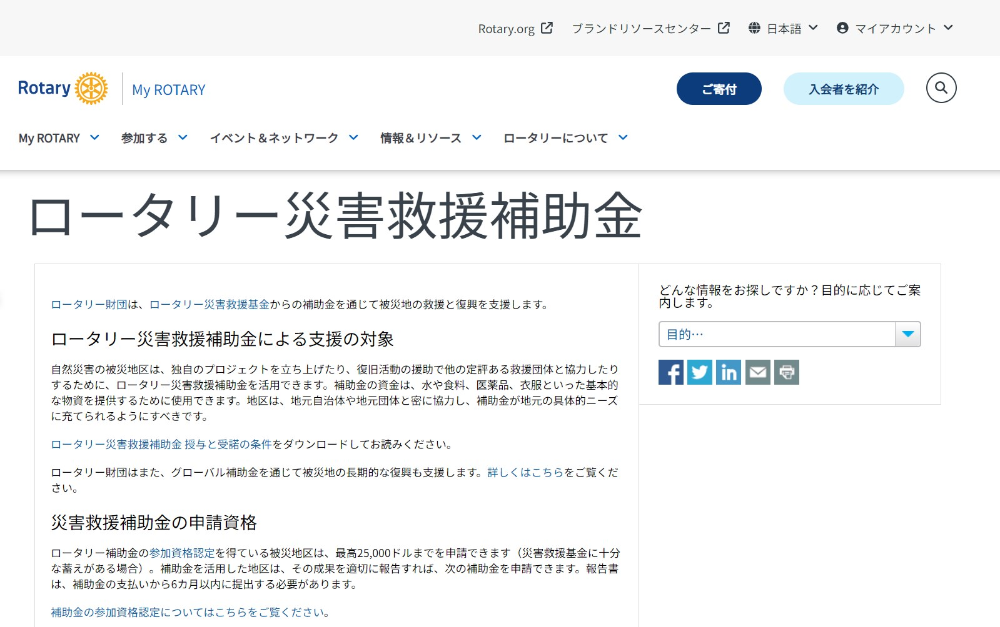 Rotary.org
ブランドリソースセンター
日本語
マイアカウント
Rotary
My ROTARY
ご寄付
入会者を紹介
My ROTARY
参加する
イベント＆ネットワーク
情報＆リソース
ロータリーについて
ロータリー災害救援補助金
ロータリー財団は、ロータリー災害救援基金からの補助金を通じて被災地の救援と復興を支援します。
ロータリー災害救援補助金による支援の対象
自然災害の被災地区は、独自のプロジェクトを立ち上げたり、復旧活動の援助で他の定評ある救援団体と協力したり
するために、ロータリー災害救援補助金を活用できます。補助金の資金は、水や食料、医薬品、衣服といった基本的
な物資を提供するために使用できます。地区は、地元自治体や地元団体と密に協力し、補助金が地元の具体的ニーズ
に充てられるようにすべきです。
ロータリー災害救援補助金 授与と受諾の条件をダウンロードしてお読みください。
ロータリー財団はまた、グローバル補助金を通じて被災地の長期的な復興も支援します。詳しくはこちらをご覧くだ
さい。
災害救援補助金の申請資格
ロータリー補助金の参加資格認定を得ている被災地区は、最高25,000ドルまでを申請できます（災害救援基金に十分
な蓄えがある場合）。補助金を活用した地区は、その成果を適切に報告すれば、次の補助金を申請できます。報告書
は、補助金の支払いから6カ月以内に提出する必要があります。
補助金の参加資格認定についてはこちらをご覧ください。
どんな情報をお探しですか？目的に応じてご案
内します。
目的…